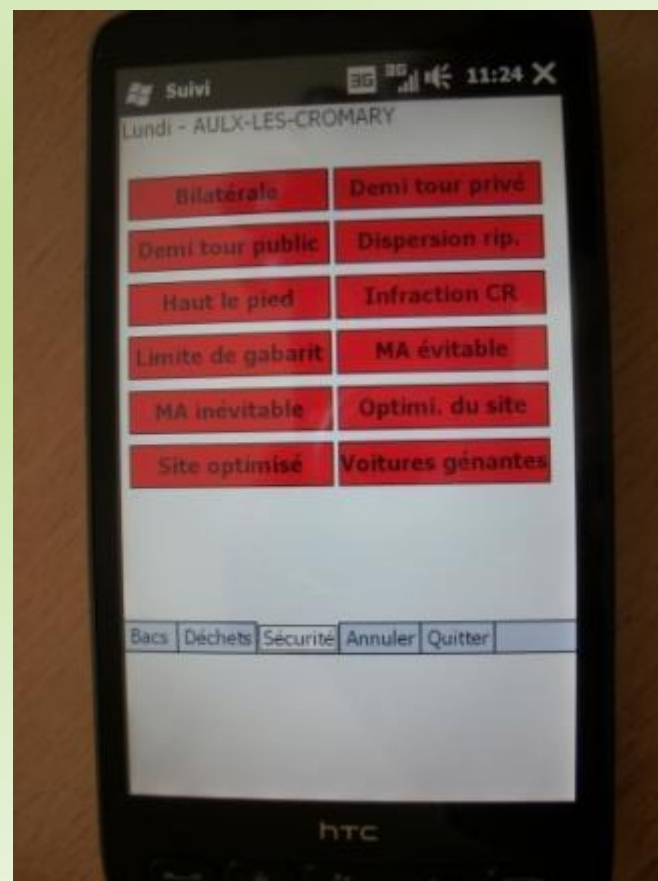 Suivi 3G 3G 11:24 X
Lundi - AULX-LES-CROMARY
Bilatérale Demi tour privé
Demi tour public Dispersion rip.
Haut le pied Infraction CR
Limite de gabarit MA évitable
MA inévitable Optimi. du site
Site optimisé Voitures génantes
Bacs Déchets Sécurité Annuler Quitter
hTC